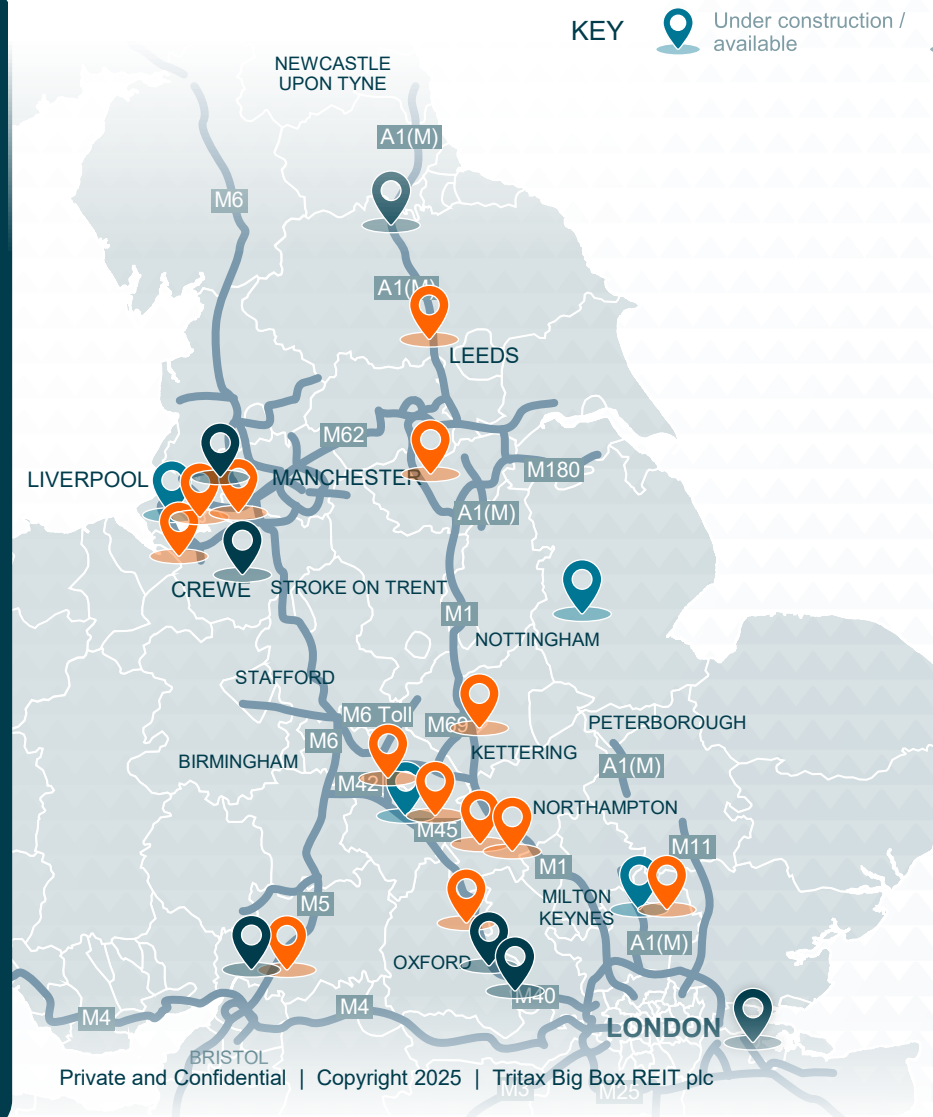 KEY
Under construction /
available
NEWCASTLE
UPON TYNE
A1(M)
M6
A1(M)
LEEDS
M62
LIVERPOOL
MANCHESTER
M180
A1(M)
CREWE
STROKE ON TRENT
M1
NOTTINGHAM
STAFFORD
M6 Toll
M69
PETERBOROUGH
M6
KETTERING
BIRMINGHAM
A1(M)
M42
NORTHAMPTON
M45
M11
M1
MILTON
KEYNES
M5
A1(M)
OXFORD
M40
M4
M4
LONDON
BRISTOL
Private and Confidential | Copyright 2025 | Tritax Big Box REIT plc
M3
M25